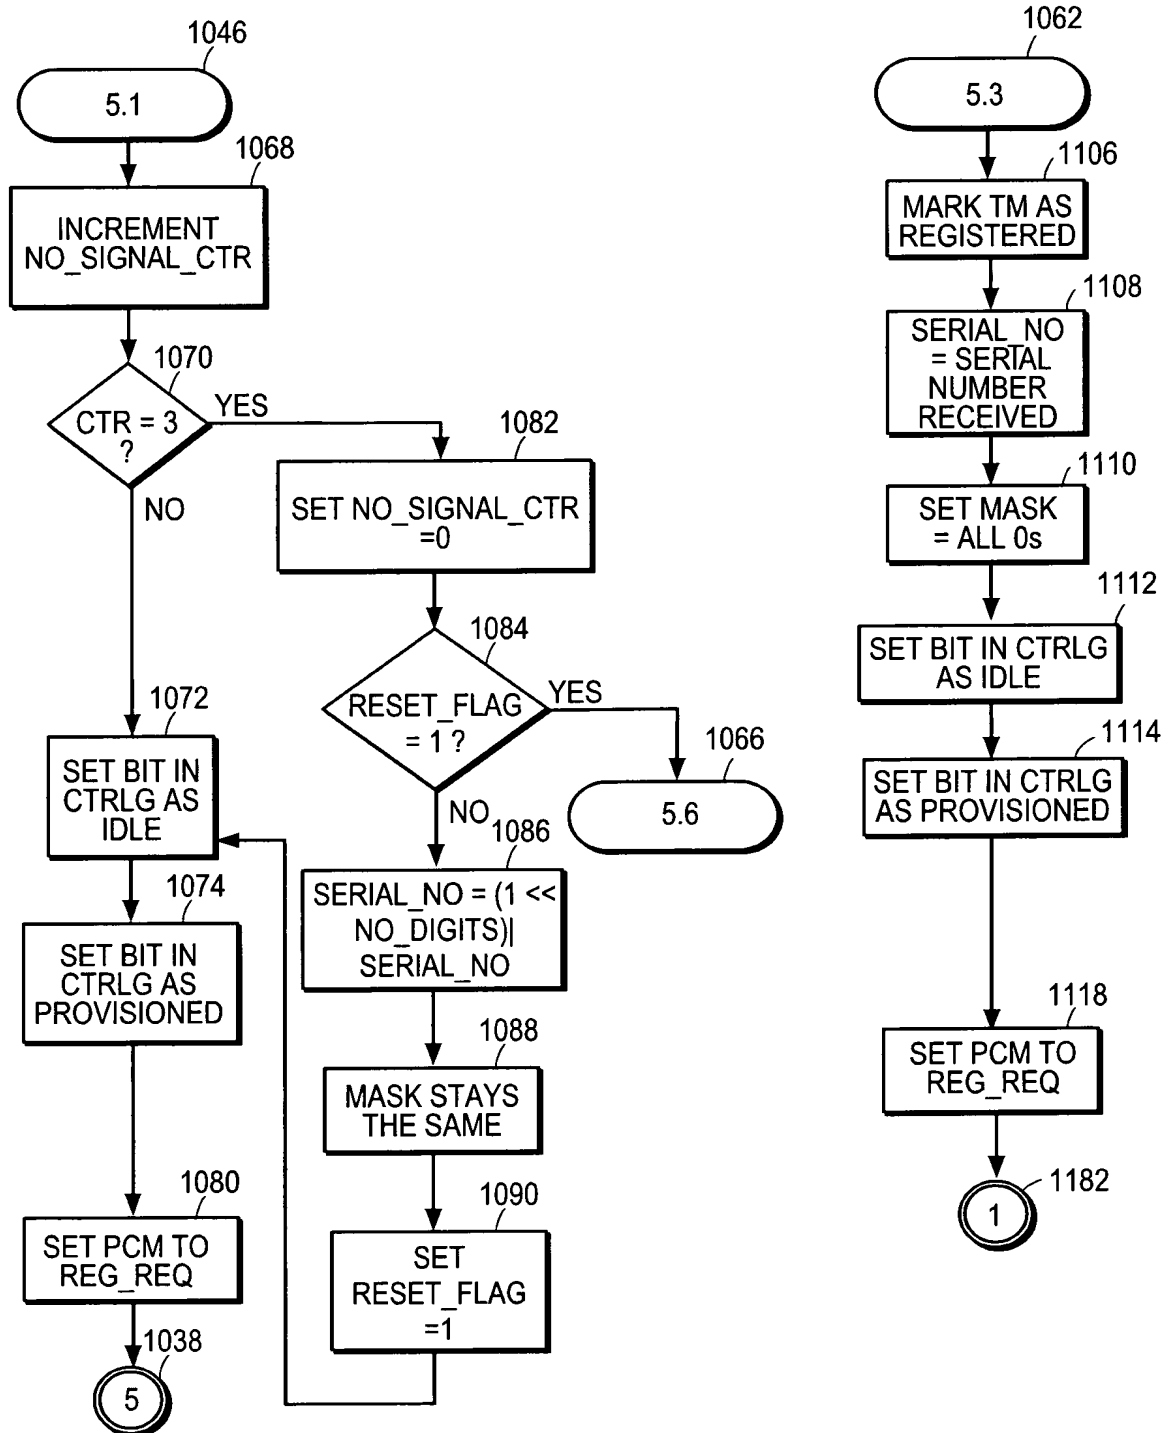 1046
5.1
1068
INCREMENT
NO_SIGNAL_CTR
1070
CTR = 3
?
YES
NO
1082
SET NO_SIGNAL_CTR
=0
1084
RESET_FLAG
= 1 ?
YES
NO
1066
5.6
1072
SET BIT IN
CTRLG AS
IDLE
1086
SERIAL_NO = (1 <<
NO_DIGITS)|
SERIAL_NO
1074
SET BIT IN
CTRLG AS
PROVISIONED
1088
MASK STAYS
THE SAME
1080
SET PCM TO
REG_REQ
1090
SET
RESET_FLAG
=1
1038
5
1062
5.3
1106
MARK TM AS
REGISTERED
1108
SERIAL_NO
= SERTAL
NUMBER
RECEIVED
1110
SET MASK
= ALL 0s
1112
SET BIT IN CTRLG
AS IDLE
1114
SET BIT IN CTRLG
AS PROVISIONED
1118
SET PCM TO
REG_REQ
1182
1